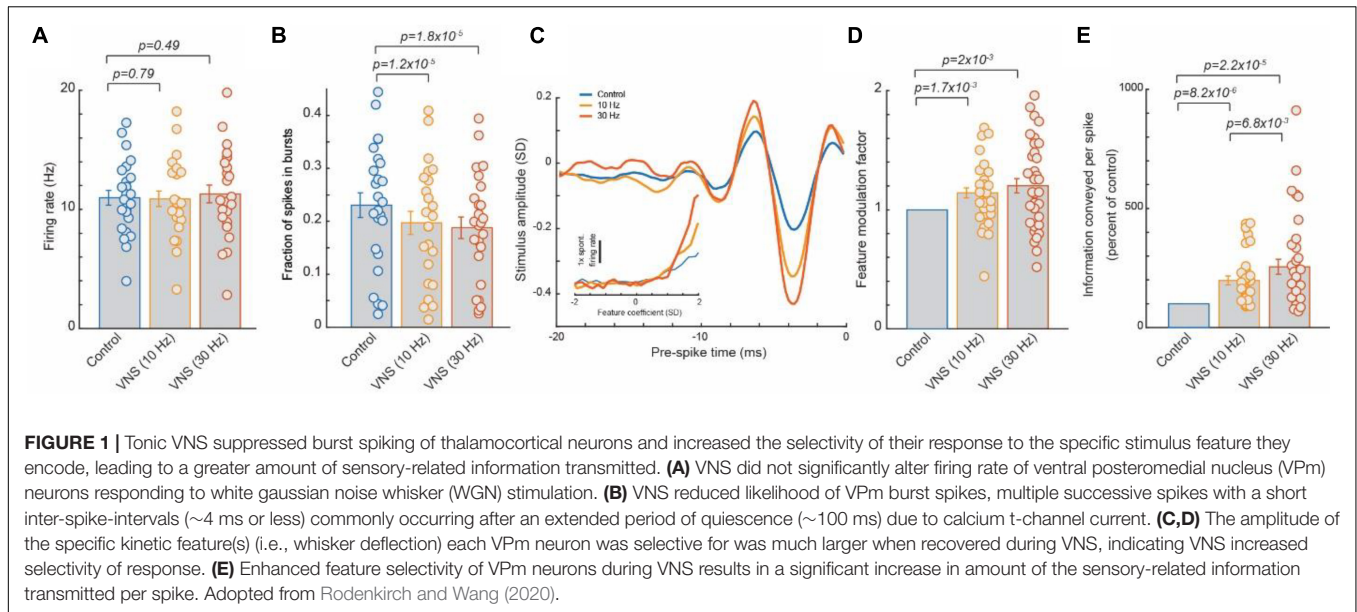 A
B
C
D
E
p=0.49
p=0.79
Firing rate (Hz)
20
10
0
Control
VNS (10 Hz)
VNS (30 Hz)
p=1.8x10⁻⁵
p=1.2x10⁻⁵
Fraction of spikes in bursts
0.4
0.3
0.2
0.1
0
Control
VNS (10 Hz)
VNS (30 Hz)
Control
10 Hz
30 Hz
Stimulus amplitude (SD)
0.2
0
-0.2
-0.4
1x spont.
firing rate
-2
0
2
Feature coefficient (SD)
-20
-10
0
Pre-spike time (ms)
p=2x10⁻³
p=1.7x10⁻³
Feature modulation factor
2
1
0
Control
VNS (10 Hz)
VNS (30 Hz)
p=2.2x10⁻⁵
p=8.2x10⁻⁶
p=6.8x10⁻³
Information conveyed per spike
(percent of control)
1000
500
0
Control
VNS (10 Hz)
VNS (30 Hz)
FIGURE 1 | Tonic VNS suppressed burst spiking of thalamocortical neurons and increased the selectivity of their response to the specific stimulus feature they
encode, leading to a greater amount of sensory-related information transmitted. (A) VNS did not significantly alter firing rate of ventral posteromedial nucleus (VPm)
neurons responding to white gaussian noise whisker (WGN) stimulation. (B) VNS reduced likelihood of VPm burst spikes, multiple successive spikes with a short
inter-spike-intervals (∼4 ms or less) commonly occurring after an extended period of quiescence (∼100 ms) due to calcium t-channel current. (C,D) The amplitude of
the specific kinetic feature(s) (i.e., whisker deflection) each VPm neuron was selective for was much larger when recovered during VNS, indicating VNS increased
selectivity of response. (E) Enhanced feature selectivity of VPm neurons during VNS results in a significant increase in amount of the sensory-related information
transmitted per spike. Adopted from Rodenkirch and Wang (2020).